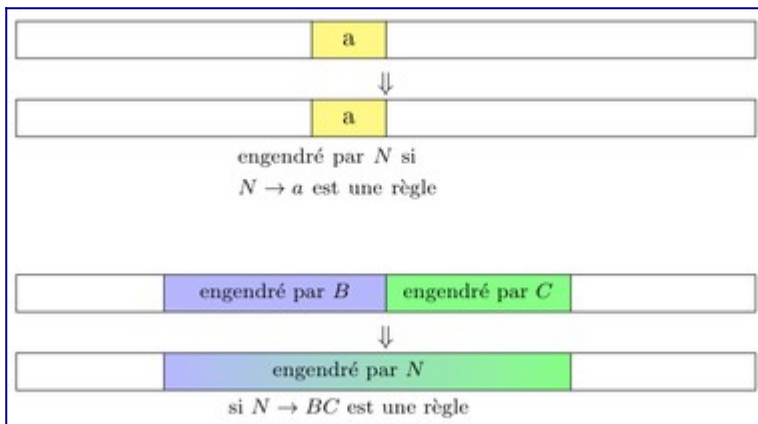 a
⇓
a
engendré par N si
N → a est une règle
engendré par B engendré par C
⇓
engendré par N
si N → BC est une règle